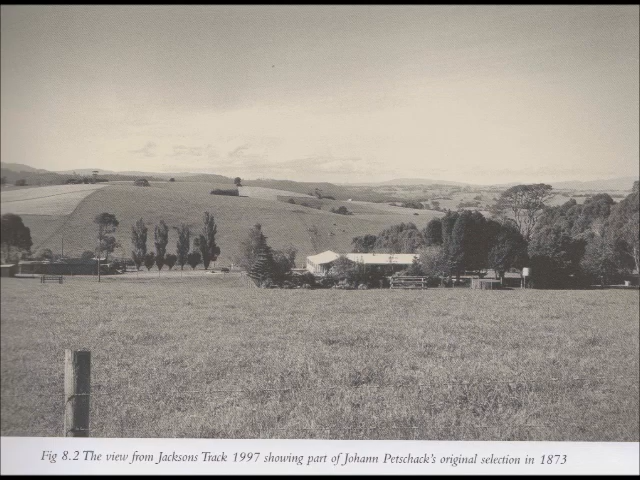 Fig 8.2 The view from Jacksons Track 1997 showing part of Johann Petschack's original selection in 1873